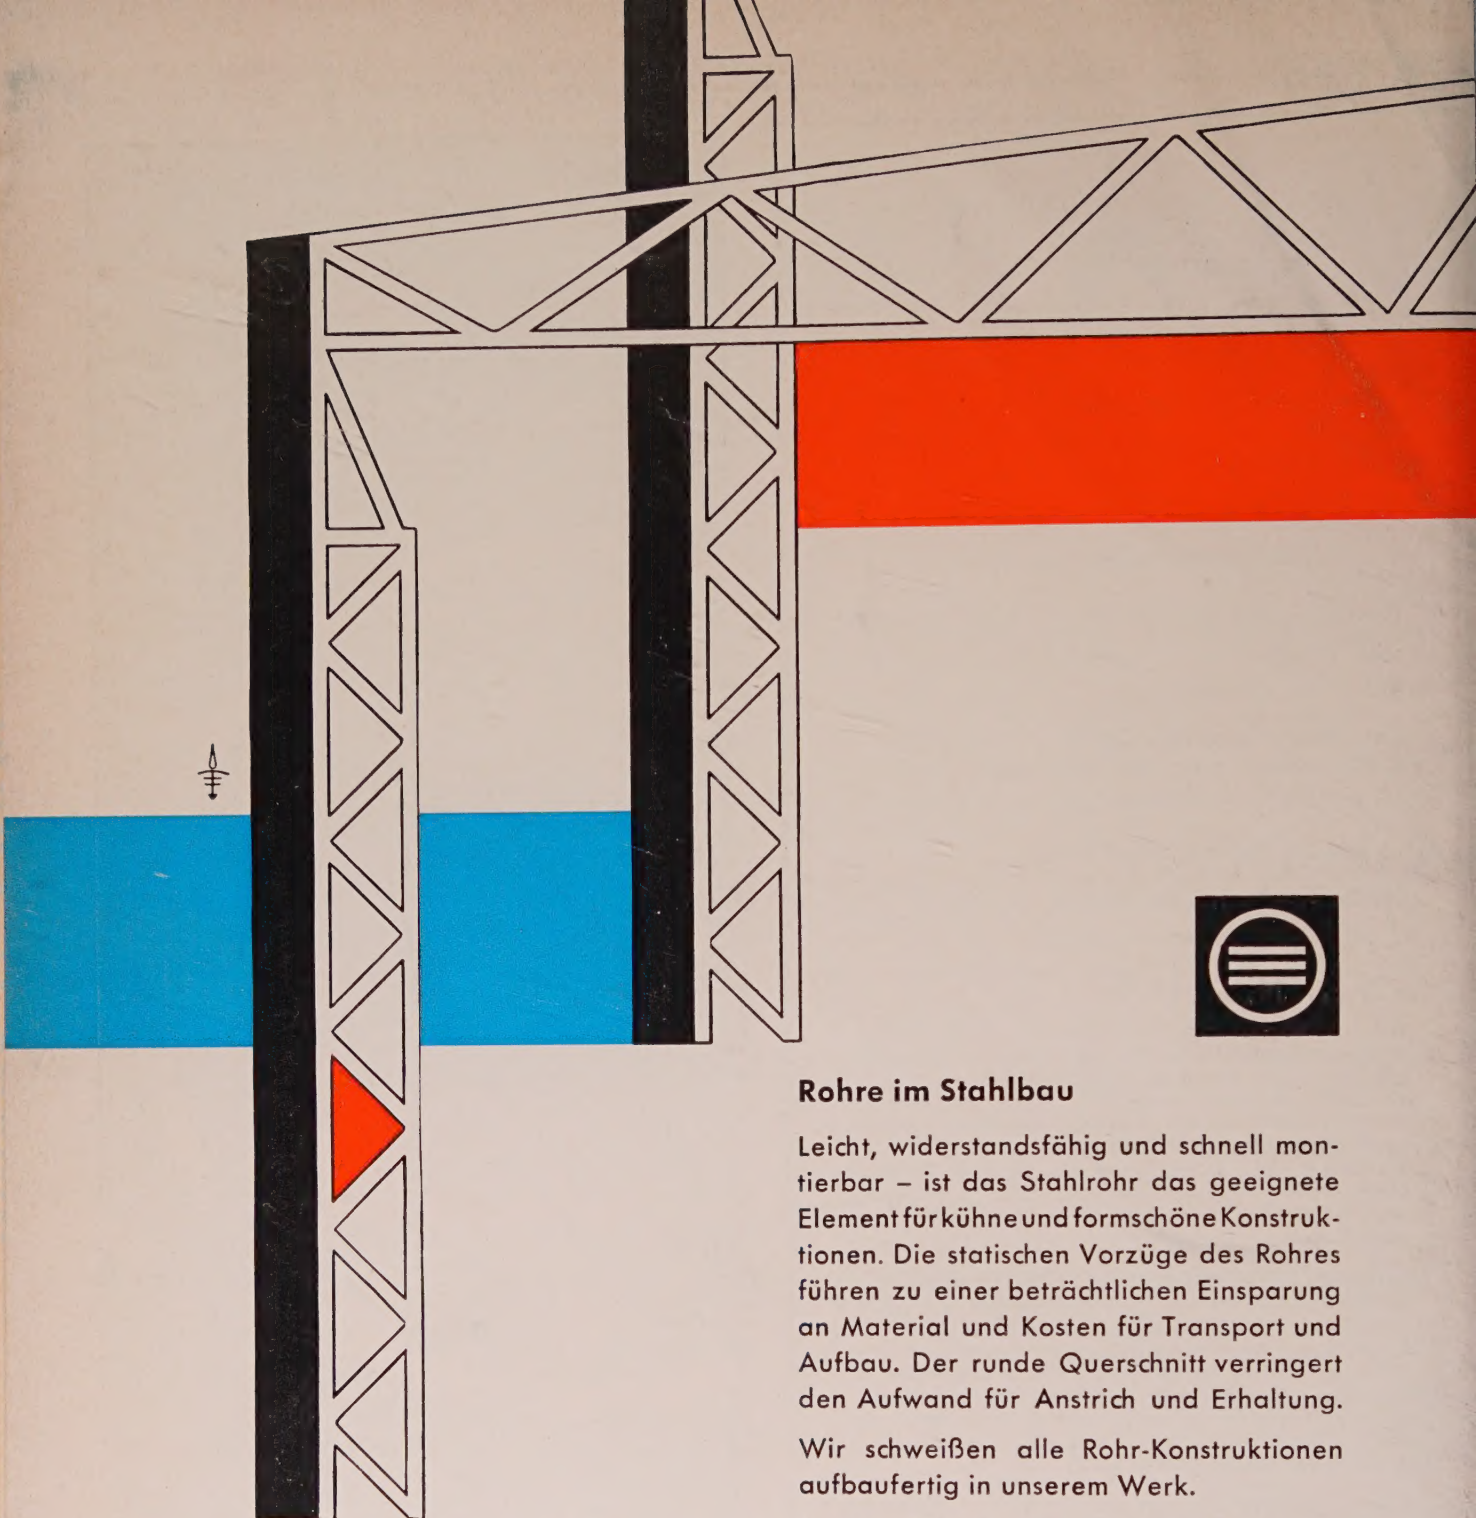 Rohre im Stahlbau
Leicht, widerstandsfähig und schnell mon-
tierbar – ist das Stahlrohr das geeignete
Element für kühne und formschöne Konstruk-
tionen. Die statischen Vorzüge des Rohres
führen zu einer beträchtlichen Einsparung
an Material und Kosten für Transport und
Aufbau. Der runde Querschnitt verringert
den Aufwand für Anstrich und Erhaltung.
Wir schweißen alle Rohr-Konstruktionen
aufbaufertig in unserem Werk.